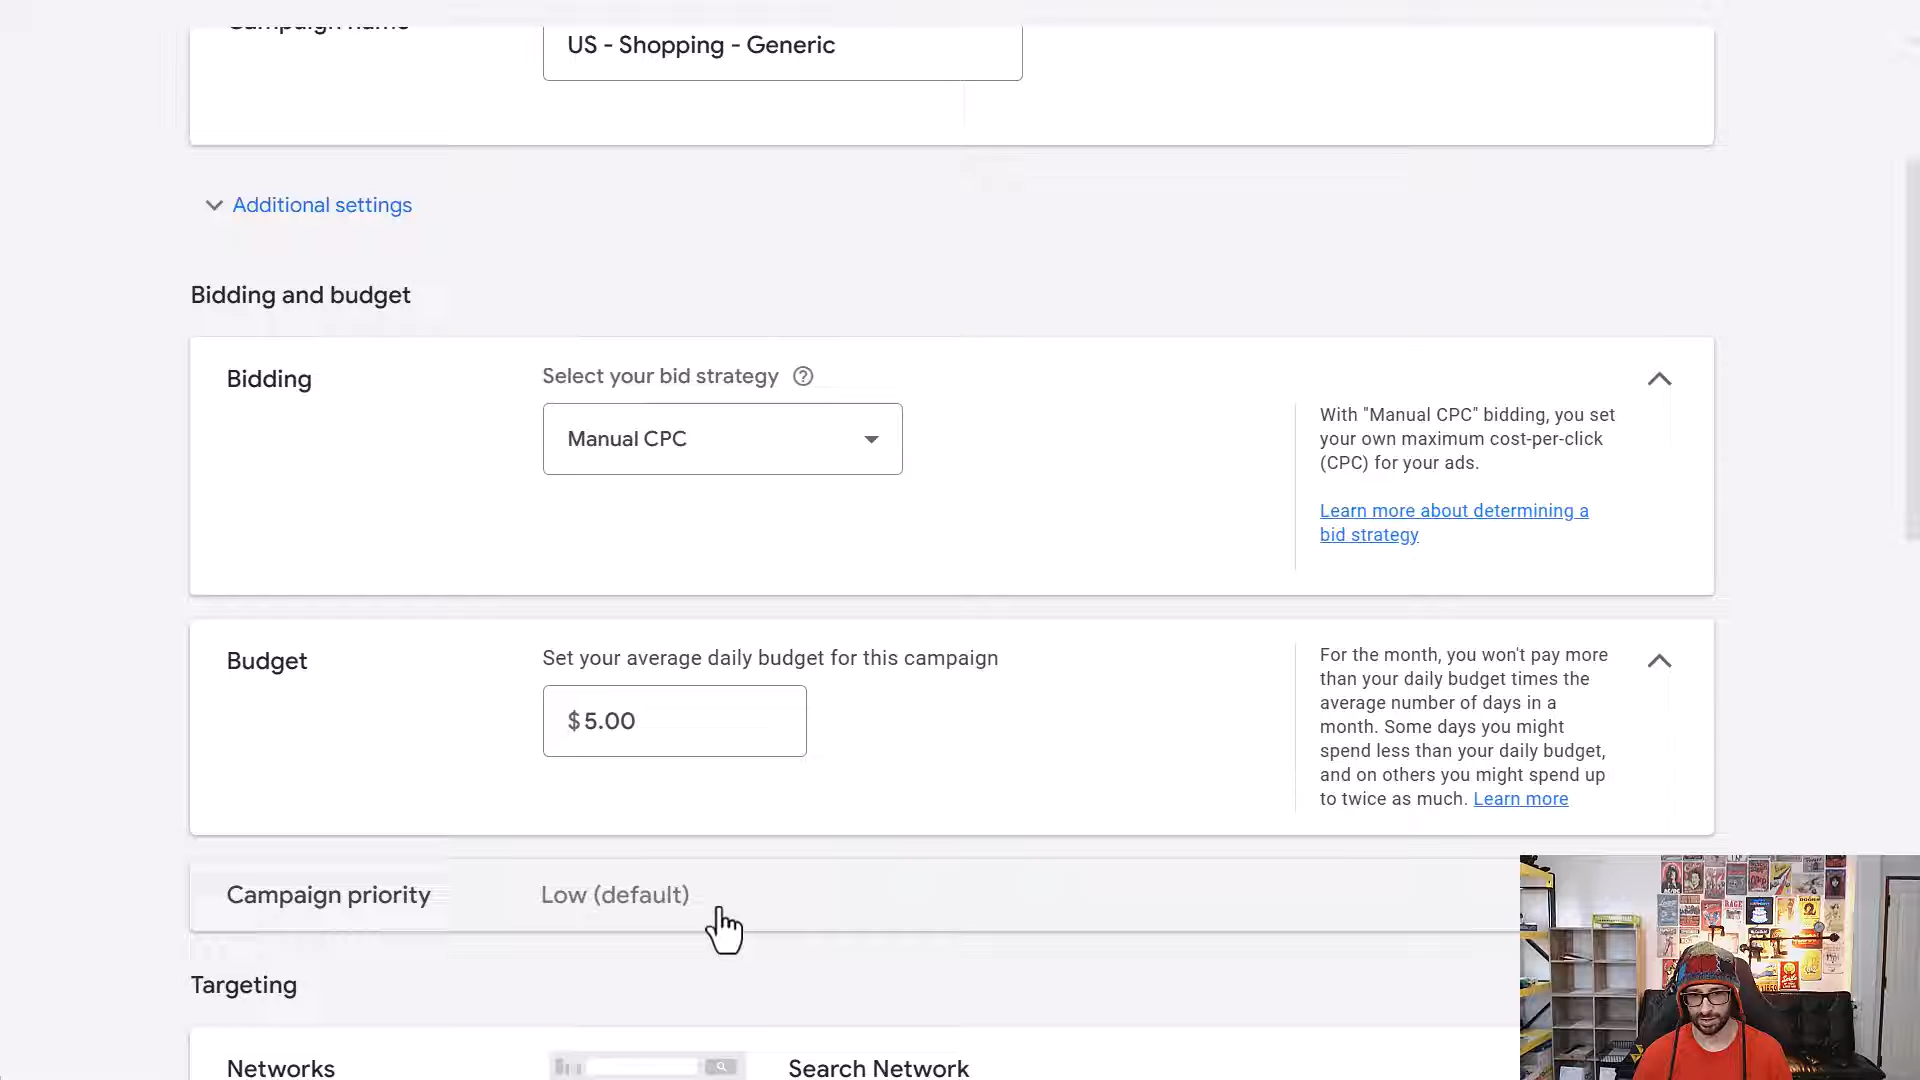 Campaign name
US - Shopping - Generic
Additional settings
Bidding and budget
Bidding
Select your bid strategy
Manual CPC
With "Manual CPC" bidding, you set
your own maximum cost-per-click
(CPC) for your ads.
Learn more about determining a
bid strategy
Budget
Set your average daily budget for this campaign
$5.00
For the month, you won't pay more
than your daily budget times the
average number of days in a
month. Some days you might
spend less than your daily budget,
and on others you might spend up
to twice as much. Learn more
Campaign priority
Low (default)
Targeting
Networks
Search Network